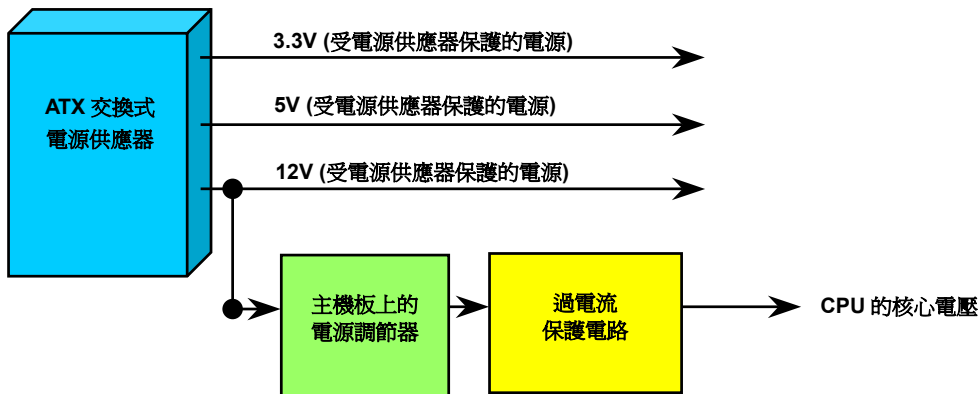 3.3V (受電源供應器保護的電源)
ATX 交換式
電源供應器
5V (受電源供應器保護的電源)
12V (受電源供應器保護的電源)
主機板上的
電源調節器
過電流
保護電路
CPU 的核心電壓